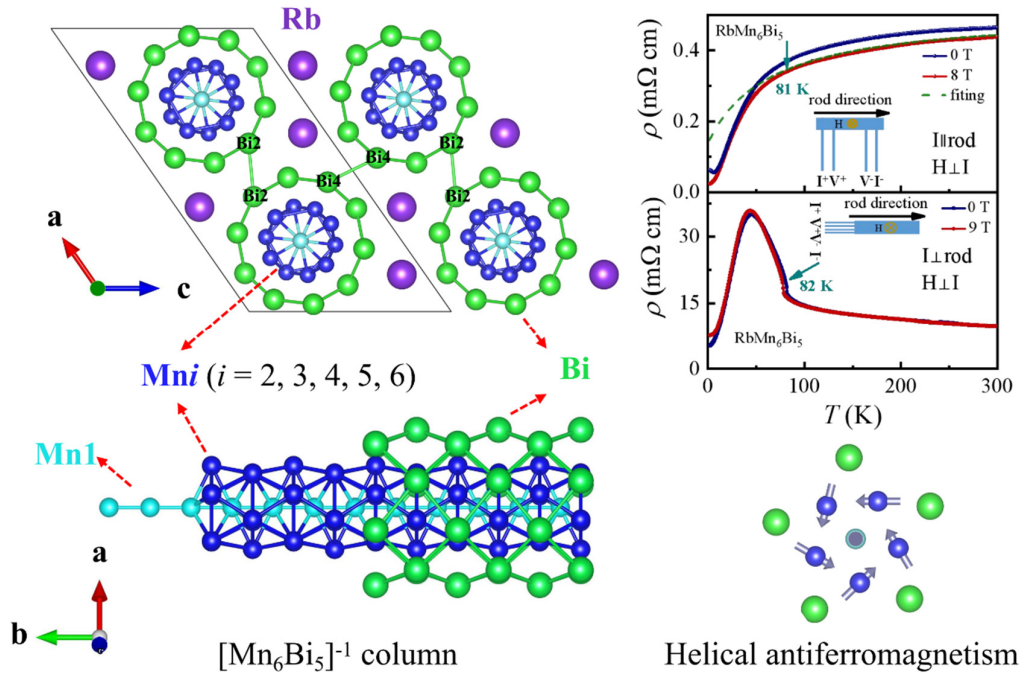 Rb
Bi2
Bi2
Bi4
Bi2
Bi4
Bi2
a
c
Mni (i = 2, 3, 4, 5, 6)
Bi
Mn1
a
b
[Mn₆Bi₅]⁻¹ column
ρ (mΩ cm)
0.4
0.2
0.0
RbMn₆Bi₅
81 K
0 T
8 T
fitting
rod direction
H
I⁺V⁺ V⁻I⁻
I∥rod
H⊥I
ρ (mΩ cm)
30
15
0
I⁻V⁻V⁺I⁺
rod direction
H
0 T
9 T
I⊥rod
H⊥I
82 K
RbMn₆Bi₅
0 100 200 300
T (K)
Helical antiferromagnetism